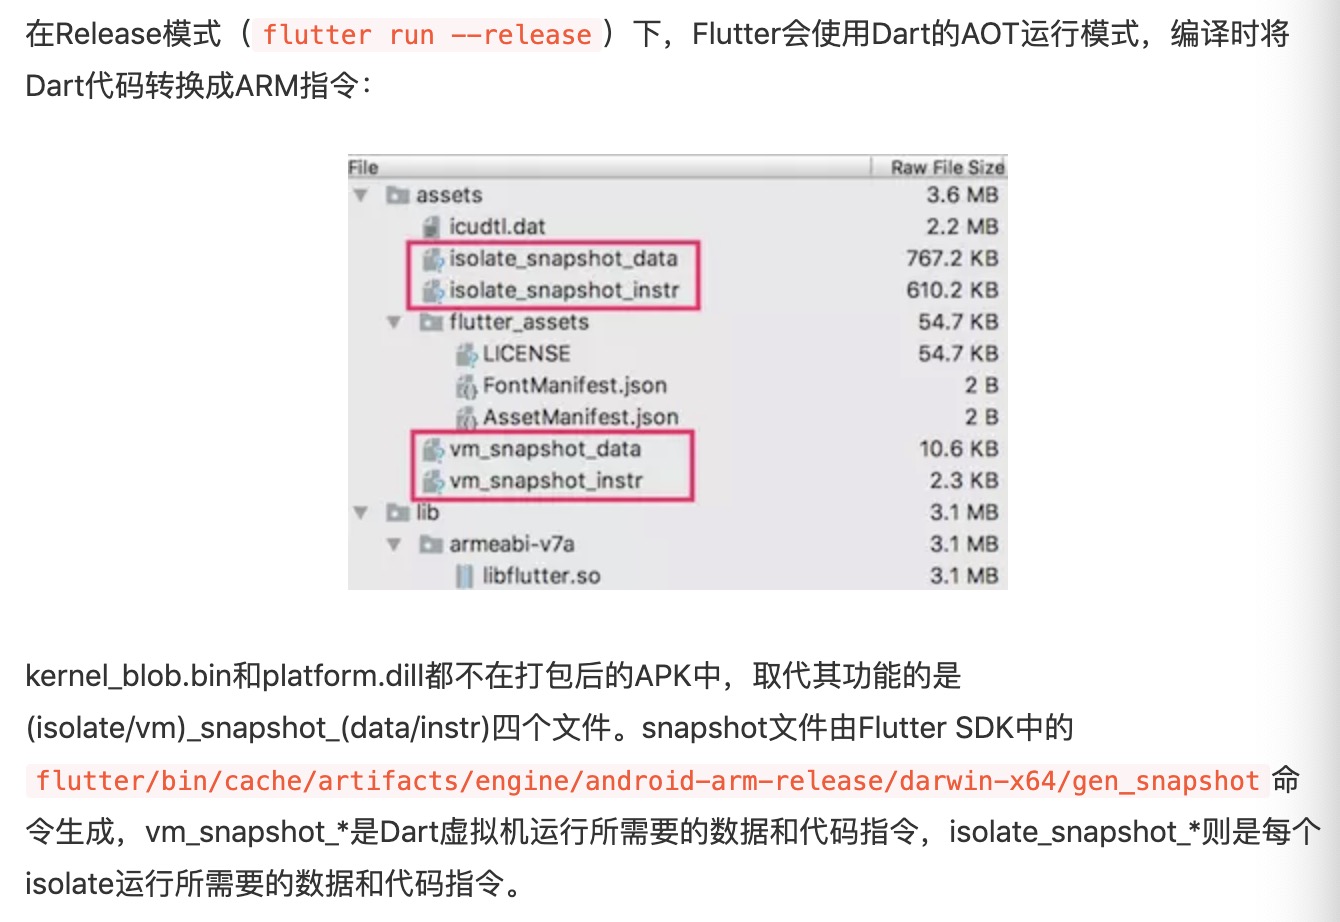 在Release模式（flutter run --release）下，Flutter会使用Dart的AOT运行模式，编译时将
Dart代码转换成ARM指令：
File Raw File Size
assets 3.6 MB
icudtl.dat 2.2 MB
isolate_snapshot_data 767.2 KB
isolate_snapshot_instr 610.2 KB
flutter_assets 54.7 KB
LICENSE 54.7 KB
FontManifest.json 2 B
AssetManifest.json 2 B
vm_snapshot_data 10.6 KB
vm_snapshot_instr 2.3 KB
lib 3.1 MB
armeabi-v7a 3.1 MB
libflutter.so 3.1 MB
kernel_blob.bin和platform.dill都不在打包后的APK中，取代其功能的是
(isolate/vm)_snapshot_(data/instr)四个文件。snapshot文件由Flutter SDK中的
flutter/bin/cache/artifacts/engine/android-arm-release/darwin-x64/gen_snapshot命
令生成，vm_snapshot_*是Dart虚拟机运行所需要的数据和代码指令，isolate_snapshot_*则是每个
isolate运行所需要的数据和代码指令。